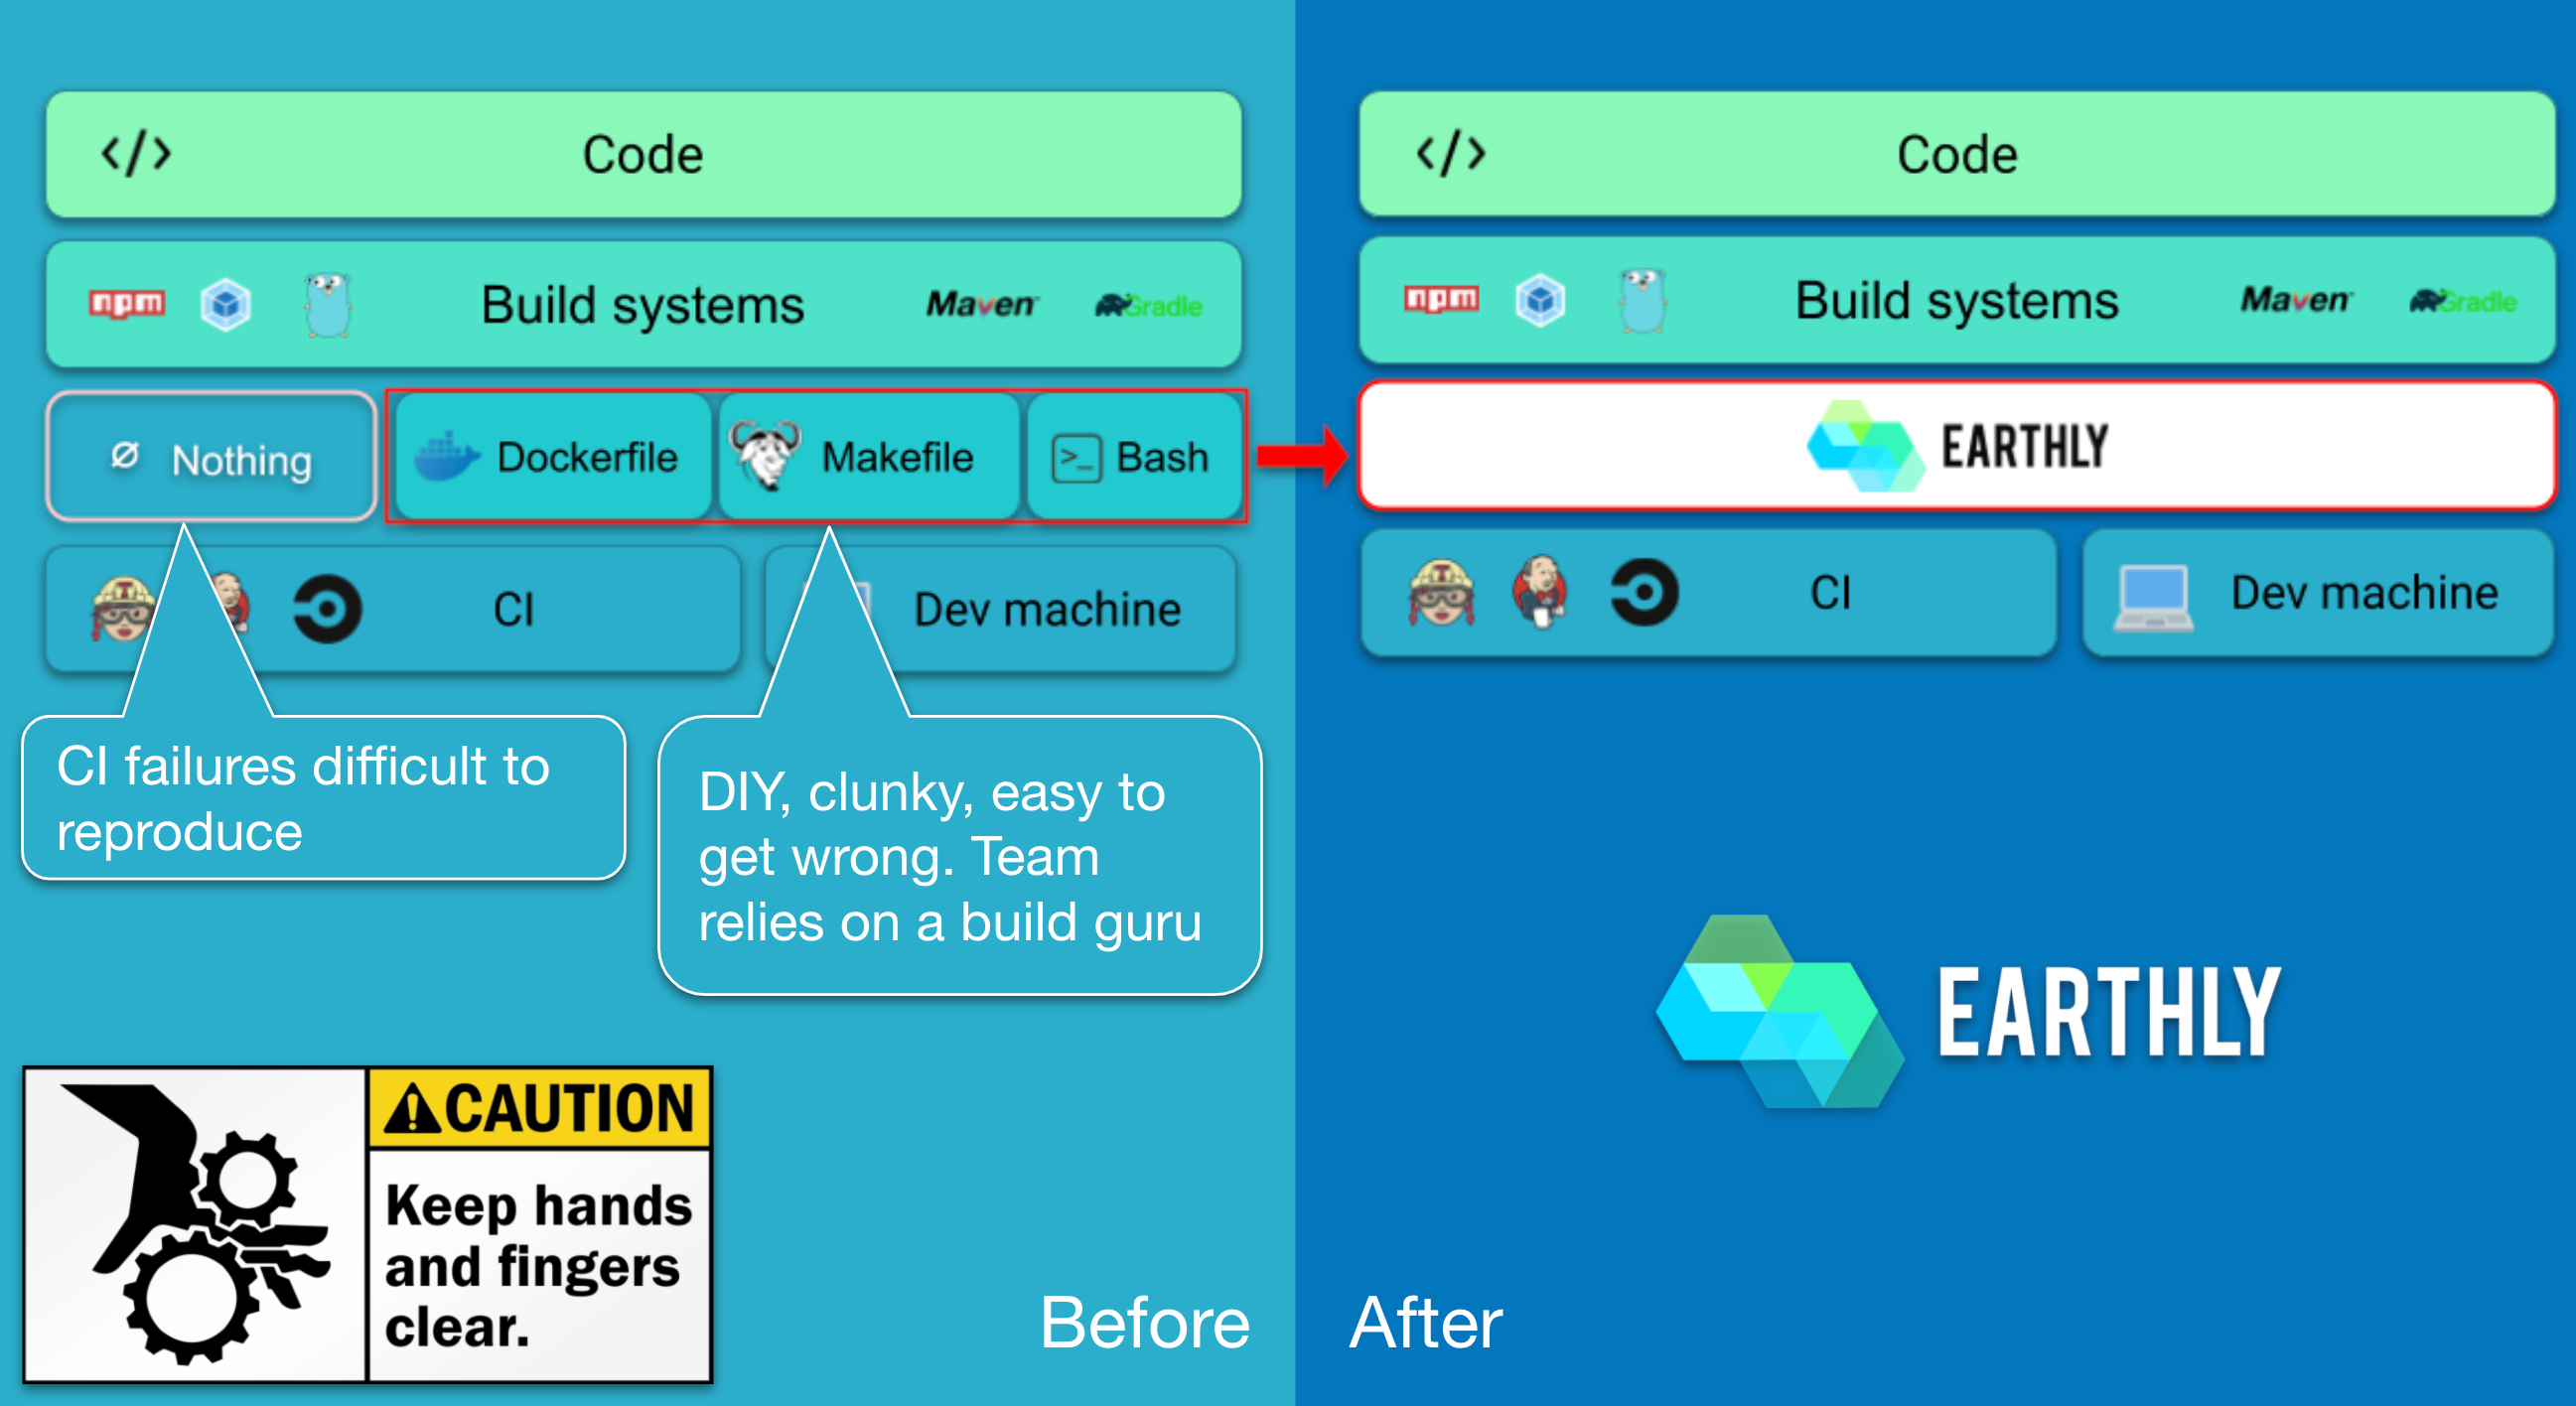 </> Code
npm Build systems Maven Gradle
Ø Nothing
Dockerfile
Makefile
>_ Bash
T CI
Dev machine
CI failures difficult to
reproduce
DIY, clunky, easy to
get wrong. Team
relies on a build guru
CAUTION
Keep hands
and fingers
clear.
Before
</> Code
npm Build systems Maven Gradle
EARTHLY
T CI
Dev machine
EARTHLY
After